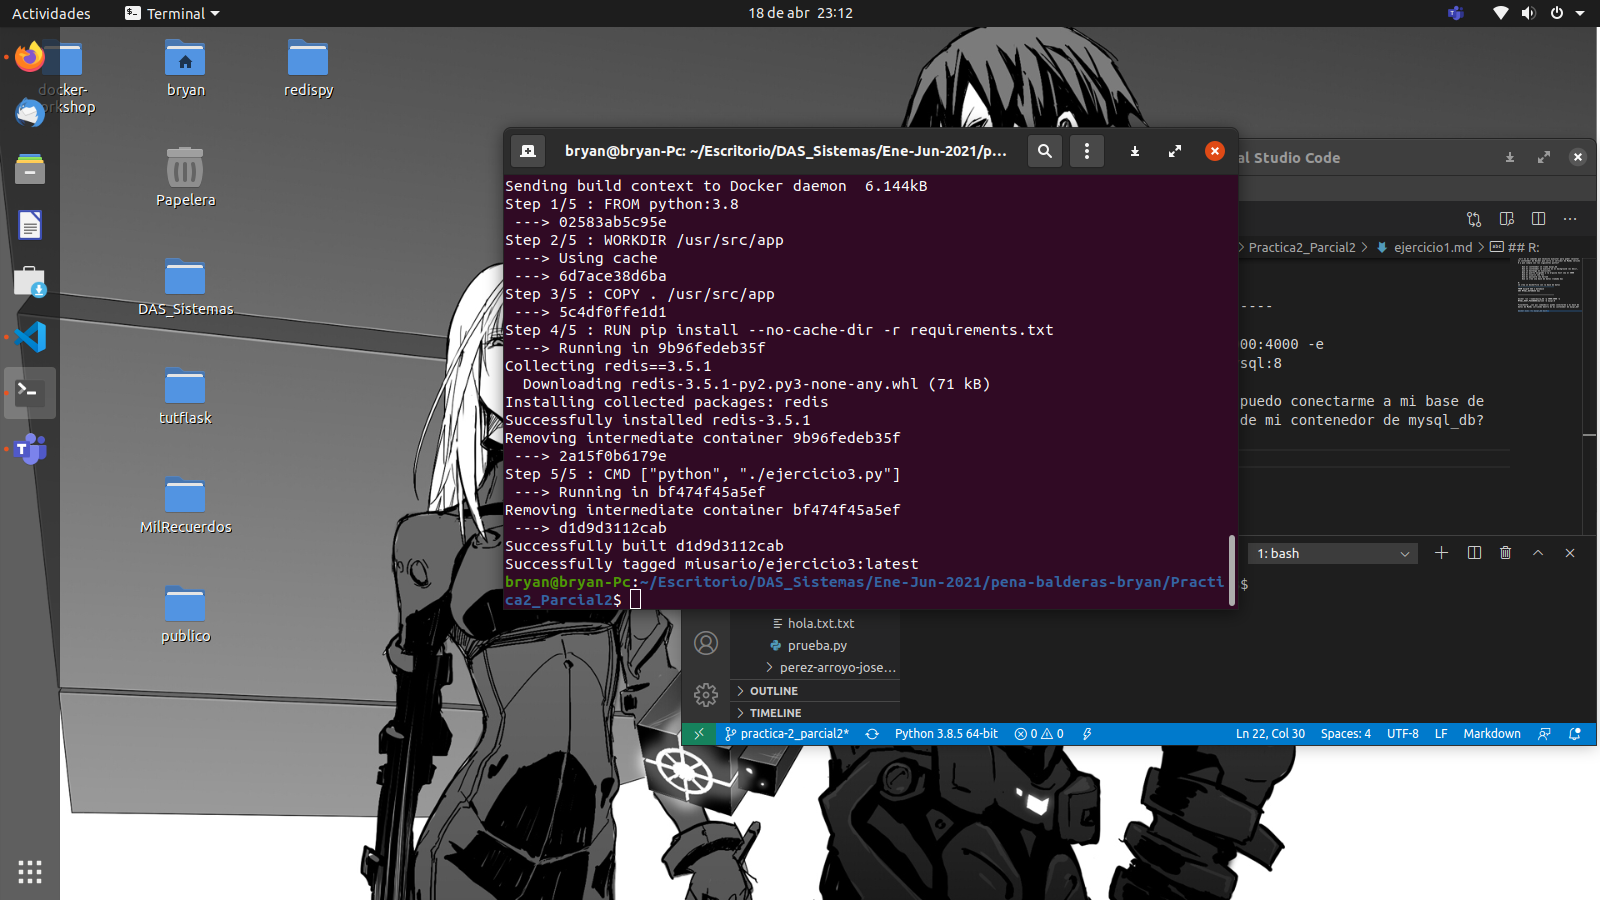 Actividades
Terminal
18 de abr 23:12
docker-
rkshop
bryan
redispy
Papelera
DAS_Sistemas
tutflask
MilRecuerdos
publico
bryan@bryan-Pc: ~/Escritorio/DAS_Sistemas/Ene-Jun-2021/p...
Sending build context to Docker daemon  6.144kB
Step 1/5 : FROM python:3.8
 ---> 02583ab5c95e
Step 2/5 : WORKDIR /usr/src/app
 ---> Using cache
 ---> 6d7ace38d6ba
Step 3/5 : COPY . /usr/src/app
 ---> 5c4df0ffe1d1
Step 4/5 : RUN pip install --no-cache-dir -r requirements.txt
 ---> Running in 9b96fedeb35f
Collecting redis==3.5.1
  Downloading redis-3.5.1-py2.py3-none-any.whl (71 kB)
Installing collected packages: redis
Successfully installed redis-3.5.1
Removing intermediate container 9b96fedeb35f
 ---> 2a15f0b6179e
Step 5/5 : CMD ["python", "./ejercicio3.py"]
 ---> Running in bf474f45a5ef
Removing intermediate container bf474f45a5ef
 ---> d1d9d3112cab
Successfully built d1d9d3112cab
Successfully tagged miusario/ejercicio3:latest
bryan@bryan-Pc:~/Escritorio/DAS_Sistemas/Ene-Jun-2021/pena-balderas-bryan/Practi
ca2_Parcial2$
al Studio Code
> Practica2_Parcial2 > ejercicio1.md > ## R:
----
00:4000 -e
sql:8
puedo conectarme a mi base de
de mi contenedor de mysql_db?
1: bash
$
hola.txt.txt
prueba.py
> perez-arroyo-jose...
> OUTLINE
> TIMELINE
practica-2_parcial2*
Python 3.8.5 64-bit
0
0
Ln 22, Col 30
Spaces: 4
UTF-8
LF
Markdown